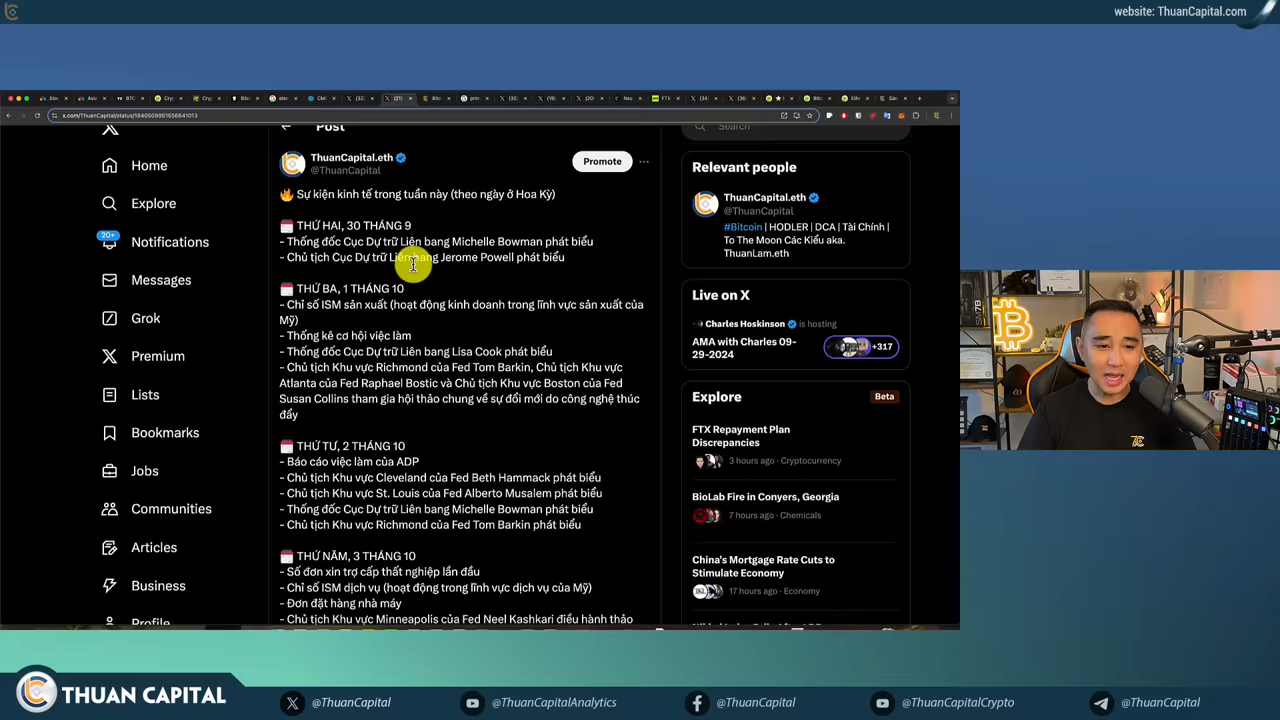 website: ThuanCapital.com
x.com/ThuanCapital/status/1840609951556641013
Post
Search
ThuanCapital.eth
@ThuanCapital
Promote
🔥 Sự kiện kinh tế trong tuần này (theo ngày ở Hoa Kỳ)
THỨ HAI, 30 THÁNG 9
- Thống đốc Cục Dự trữ Liên bang Michelle Bowman phát biểu
- Chủ tịch Cục Dự trữ Liên bang Jerome Powell phát biểu
THỨ BA, 1 THÁNG 10
- Chỉ số ISM sản xuất (hoạt động kinh doanh trong lĩnh vực sản xuất của
Mỹ)
- Thống kê cơ hội việc làm
- Thống đốc Cục Dự trữ Liên bang Lisa Cook phát biểu
- Chủ tịch Khu vực Richmond của Fed Tom Barkin, Chủ tịch Khu vực
Atlanta của Fed Raphael Bostic và Chủ tịch Khu vực Boston của Fed
Susan Collins tham gia hội thảo chung về sự đổi mới do công nghệ thúc
đẩy
THỨ TƯ, 2 THÁNG 10
- Báo cáo việc làm của ADP
- Chủ tịch Khu vực Cleveland của Fed Beth Hammack phát biểu
- Chủ tịch Khu vực St. Louis của Fed Alberto Musalem phát biểu
- Thống đốc Cục Dự trữ Liên bang Michelle Bowman phát biểu
- Chủ tịch Khu vực Richmond của Fed Tom Barkin phát biểu
THỨ NĂM, 3 THÁNG 10
- Số đơn xin trợ cấp thất nghiệp lần đầu
- Chỉ số ISM dịch vụ (hoạt động trong lĩnh vực dịch vụ của Mỹ)
- Đơn đặt hàng nhà máy
- Chủ tịch Khu vực Minneapolis của Fed Neel Kashkari điều hành thảo
Home
Explore
20+
Notifications
Messages
Grok
Premium
Lists
Bookmarks
Jobs
Communities
Articles
Business
Profile
Relevant people
ThuanCapital.eth
@ThuanCapital
#Bitcoin | HODLER | DCA | Tài Chính |
To The Moon Các Kiểu aka.
ThuanLam.eth
Live on X
Charles Hoskinson is hosting
AMA with Charles 09-
29-2024
+317
Explore
Beta
FTX Repayment Plan
Discrepancies
3 hours ago · Cryptocurrency
BioLab Fire in Conyers, Georgia
7 hours ago · Chemicals
China's Mortgage Rate Cuts to
Stimulate Economy
17 hours ago · Economy
THUAN CAPITAL
@ThuanCapital
@ThuanCapitalAnalytics
@ThuanCapital
@ThuanCapitalCrypto
@ThuanCapital